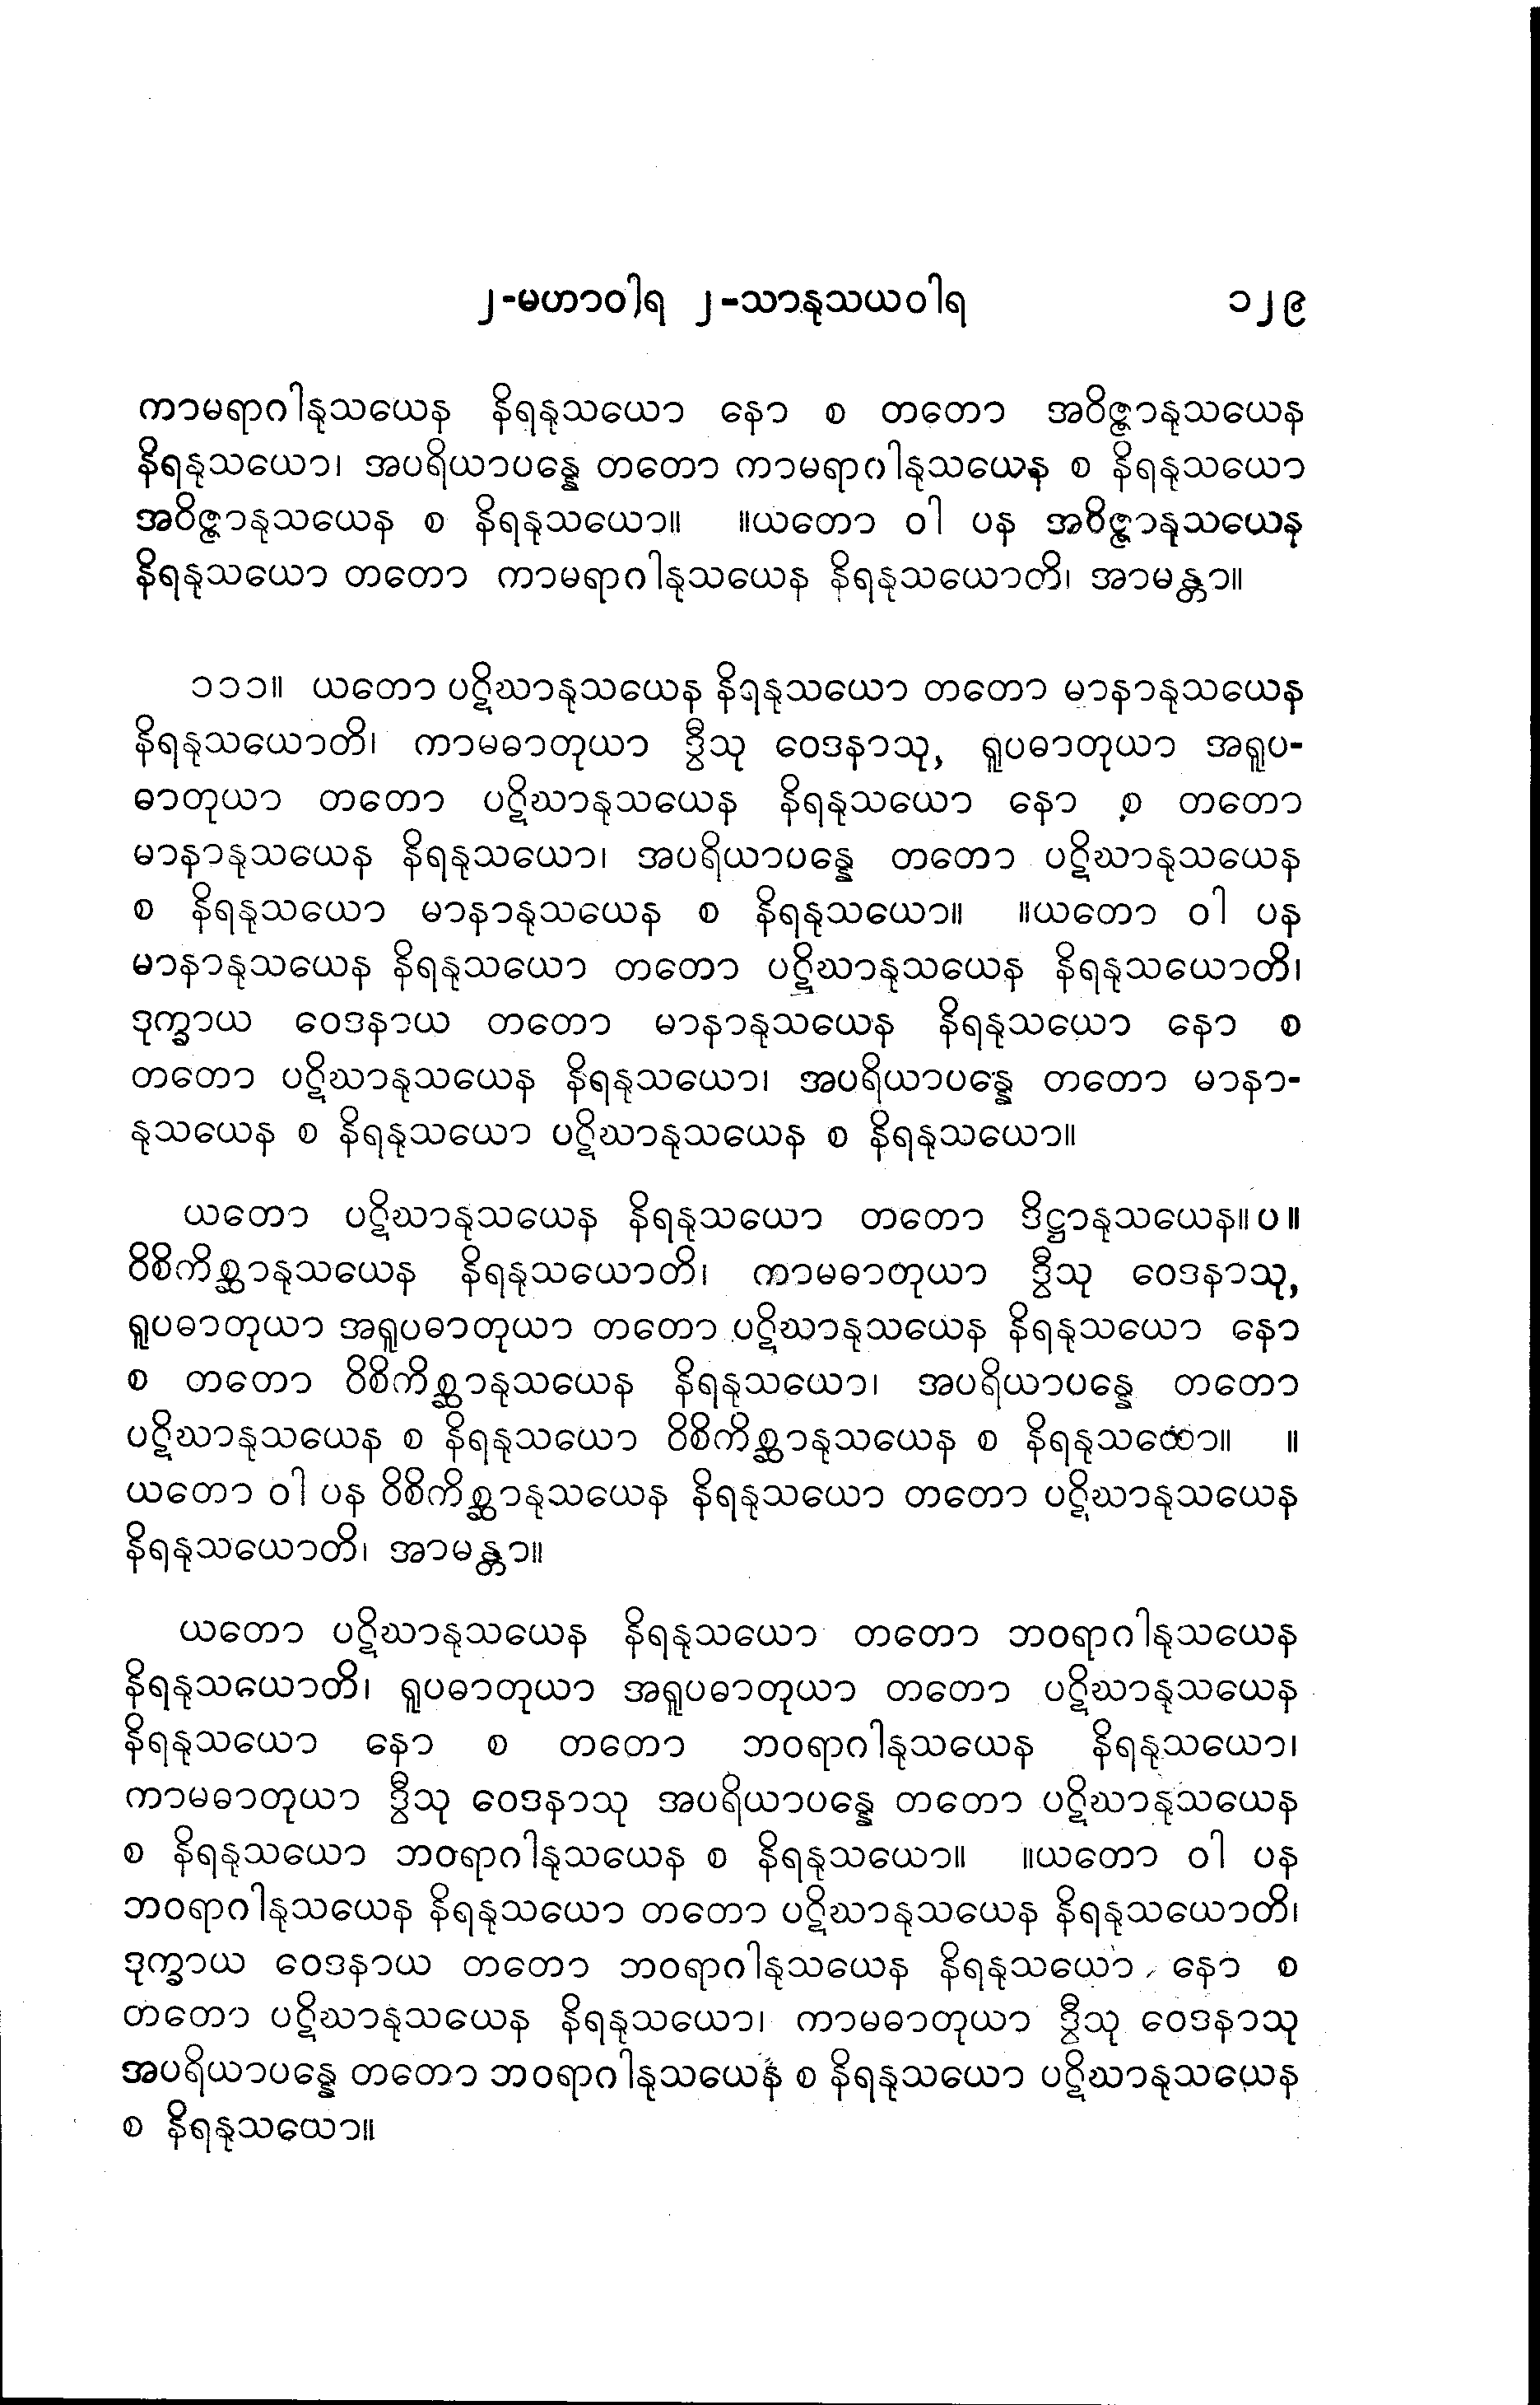 ၂-မဟာဝါရ ၂-သာနုသယဝါရ ၁၂၉
ကာမရာဂါနုသယေန နိရနုသယော နော စ တတော အဝိဇ္ဇာနုသယေန
နိရနုသယော၊ အပရိယာပန္နေ တတော ကာမရာဂါနုသယေန စ နိရနုသယော
အဝိဇ္ဇာနုသယေန စ နိရနုသယော။ ။ယတော ဝါ ပန အဝိဇ္ဇာနုသယေန
နိရနုသယော တတော ကာမရာဂါနုသယေန နိရနုသယောတိ၊ အာမန္တာ။
၁၁၁။ ယတော ပဋိဃာနုသယေန နိရနုသယော တတော မာနာနုသယေန
နိရနုသယောတိ၊ ကာမဓာတုယာ ဒွီသု ဝေဒနာသု, ရူပဓာတုယာ အရူပ-
ဓာတုယာ တတော ပဋိဃာနုသယေန နိရနုသယော နော စ တတော
မာနာနုသယေန နိရနုသယော၊ အပရိယာပန္နေ တတော ပဋိဃာနုသယေန
စ နိရနုသယော မာနာနုသယေန စ နိရနုသယော။ ။ယတော ဝါ ပန
မာနာနုသယေန နိရနုသယော တတော ပဋိဃာနုသယေန နိရနုသယောတိ၊
ဒုက္ခာယ ဝေဒနာယ တတော မာနာနုသယေန နိရနုသယော နော စ
တတော ပဋိဃာနုသယေန နိရနုသယော၊ အပရိယာပန္နေ တတော မာနာ-
နုသယေန စ နိရနုသယော ပဋိဃာနုသယေန စ နိရနုသယော။
ယတော ပဋိဃာနုသယေန နိရနုသယော တတော ဒိဋ္ဌာနုသယေန။ပ။
ဝိစိကိစ္ဆာနုသယေန နိရနုသယောတိ၊ ကာမဓာတုယာ ဒွီသု ဝေဒနာသု,
ရူပဓာတုယာ အရူပဓာတုယာ တတော ပဋိဃာနုသယေန နိရနုသယော နော
စ တတော ဝိစိကိစ္ဆာနုသယေန နိရနုသယော၊ အပရိယာပန္နေ တတော
ပဋိဃာနုသယေန စ နိရနုသယော ဝိစိကိစ္ဆာနုသယေန စ နိရနုသယော။ ။
ယတော ဝါ ပန ဝိစိကိစ္ဆာနုသယေန နိရနုသယော တတော ပဋိဃာနုသယေန
နိရနုသယောတိ၊ အာမန္တာ။
ယတော ပဋိဃာနုသယေန နိရနုသယော တတော ဘဝရာဂါနုသယေန
နိရနုသယောတိ၊ ရူပဓာတုယာ အရူပဓာတုယာ တတော ပဋိဃာနုသယေန
နိရနုသယော နော စ တတော ဘဝရာဂါနုသယေန နိရနုသယော၊
ကာမဓာတုယာ ဒွီသု ဝေဒနာသု အပရိယာပန္နေ တတော ပဋိဃာနုသယေန
စ နိရနုသယော ဘဝရာဂါနုသယေန စ နိရနုသယော။ ။ယတော ဝါ ပန
ဘဝရာဂါနုသယေန နိရနုသယော တတော ပဋိဃာနုသယေန နိရနုသယောတိ၊
ဒုက္ခာယ ဝေဒနာယ တတော ဘဝရာဂါနုသယေန နိရနုသယော နော စ
တတော ပဋိဃာနုသယေန နိရနုသယော၊ ကာမဓာတုယာ ဒွီသု ဝေဒနာသု
အပရိယာပန္နေ တတော ဘဝရာဂါနုသယေန စ နိရနုသယော ပဋိဃာနုသယေန
စ နိရနုသယော။